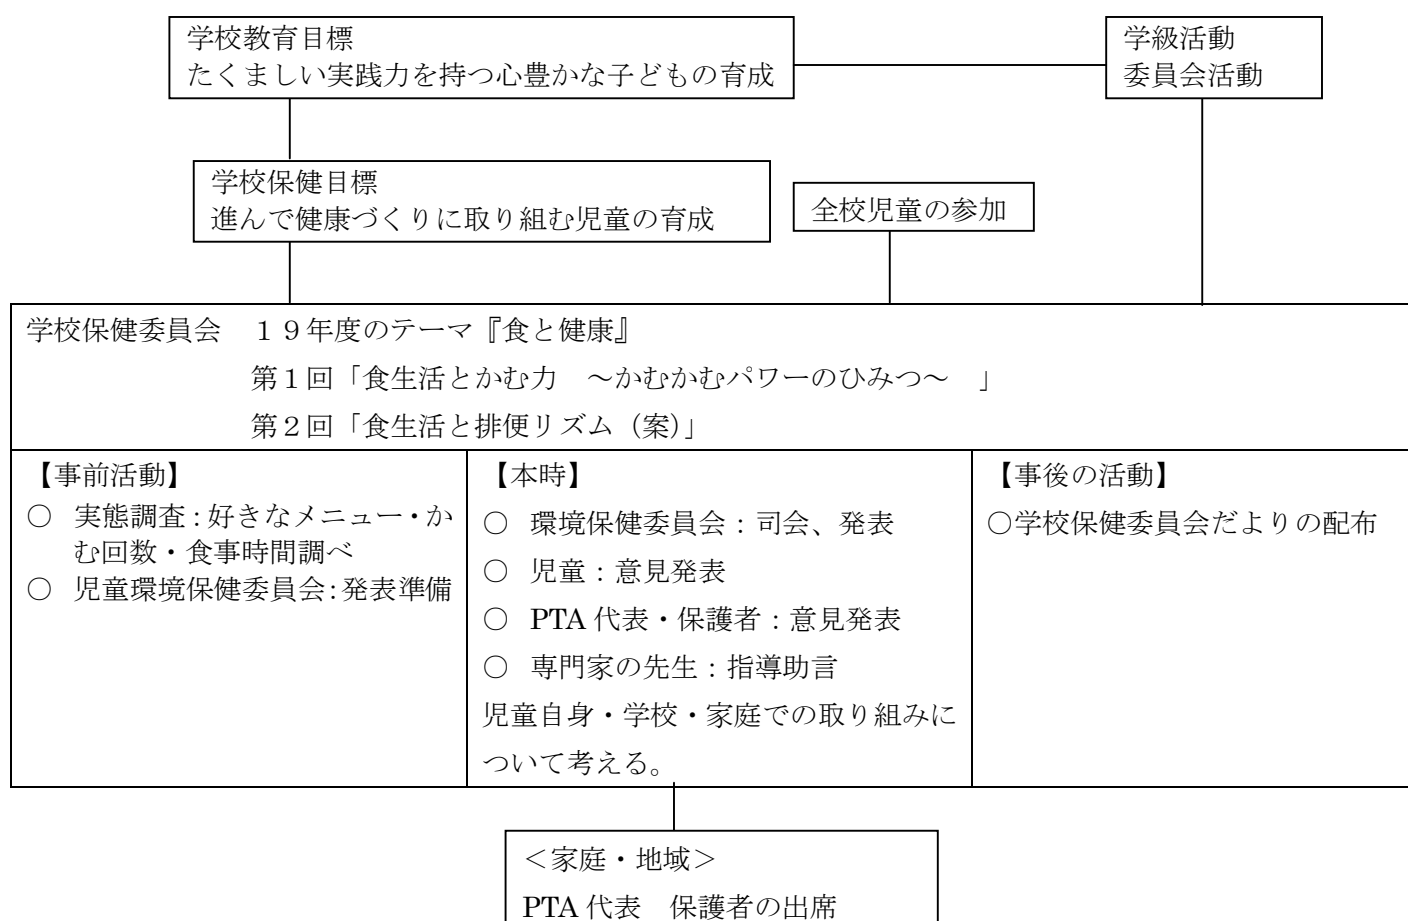 学校教育目標
たくましい実践力を持つ心豊かな子どもの育成
学級活動
委員会活動
学校保健目標
進んで健康づくりに取り組む児童の育成
全校児童の参加
学校保健委員会　１９年度のテーマ『食と健康』
第１回「食生活とかむ力　～かむかむパワーのひみつ～　」
第２回「食生活と排便リズム（案）」
【事前活動】
○　実態調査：好きなメニュー・か
む回数・食事時間調べ
○　児童環境保健委員会：発表準備
【本時】
○　環境保健委員会：司会、発表
○　児童：意見発表
○　PTA 代表・保護者：意見発表
○　専門家の先生：指導助言
児童自身・学校・家庭での取り組みに
ついて考える。
【事後の活動】
○学校保健委員会だよりの配布
＜家庭・地域＞
PTA 代表　保護者の出席